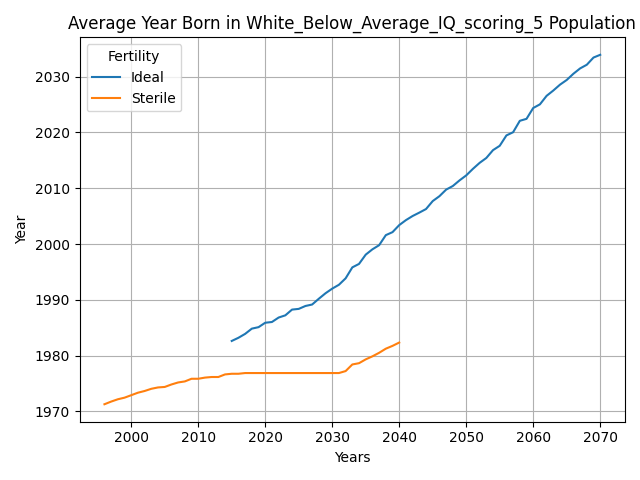 Average Year Born in White_Below_Average_IQ_scoring_5 Population
Fertility
Ideal
Sterile
2030
2020
2010
2000
1990
1980
1970
Year
2000 2010 2020 2030 2040 2050 2060 2070
Years